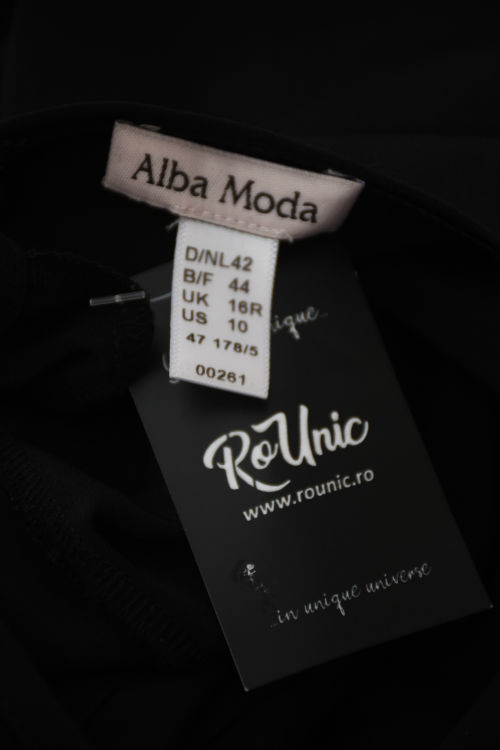 Alba Moda
D/NL 42
B/F 44
UK 16R
US 10
47 178/5
00261
RoUnic
www.rounic.ro
...in unique universe